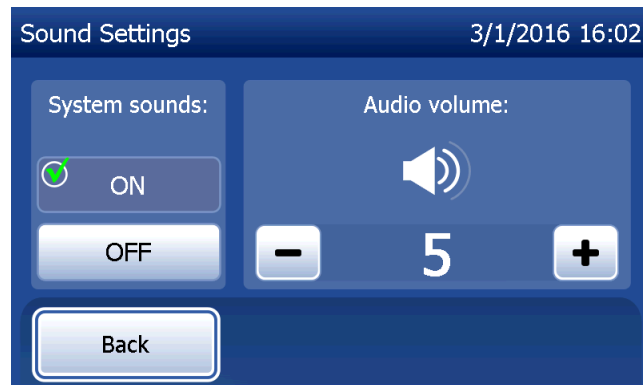 Sound Settings 3/1/2016 16:02
System sounds:
ON
OFF
Audio volume:
− 5 +
Back